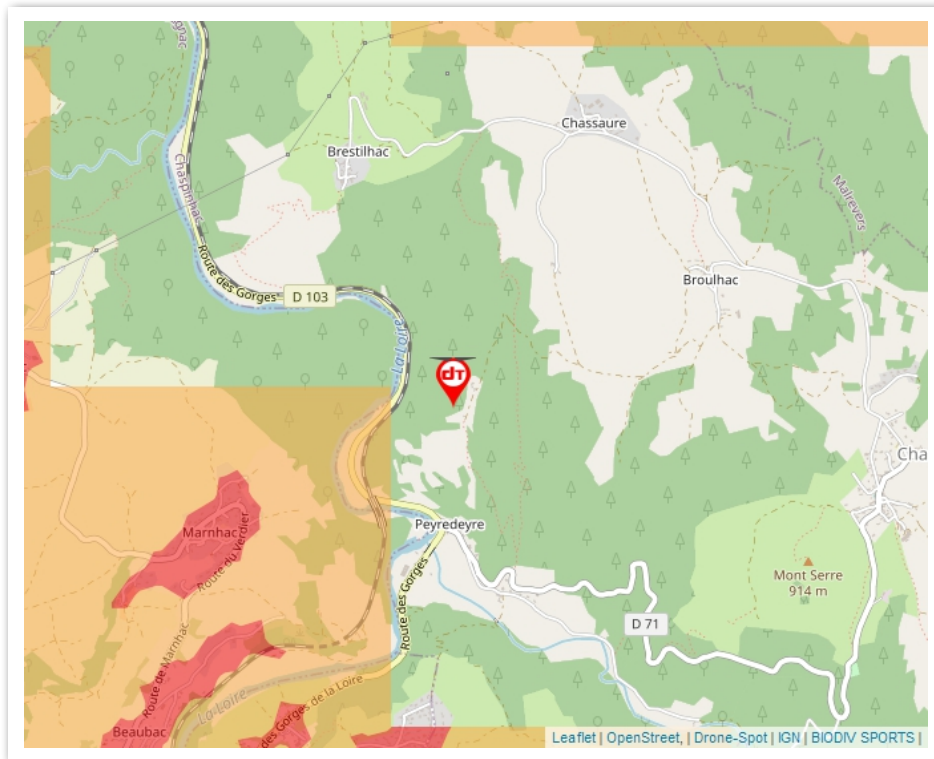 Chassaure
Brestilhac
Chaspinhac
Malrevers
Route des Gorges
D 103
Broulhac
La Loire
dT
Cha
Marnhac
Route du Verdier
Peyredeyre
Route des Gorges
Mont Serre
914 m
D 71
Route de Marnhac
La Loire
des Gorges de la Loire
Beaubac
Leaflet | OpenStreet, | Drone-Spot | IGN | BIODIV SPORTS |